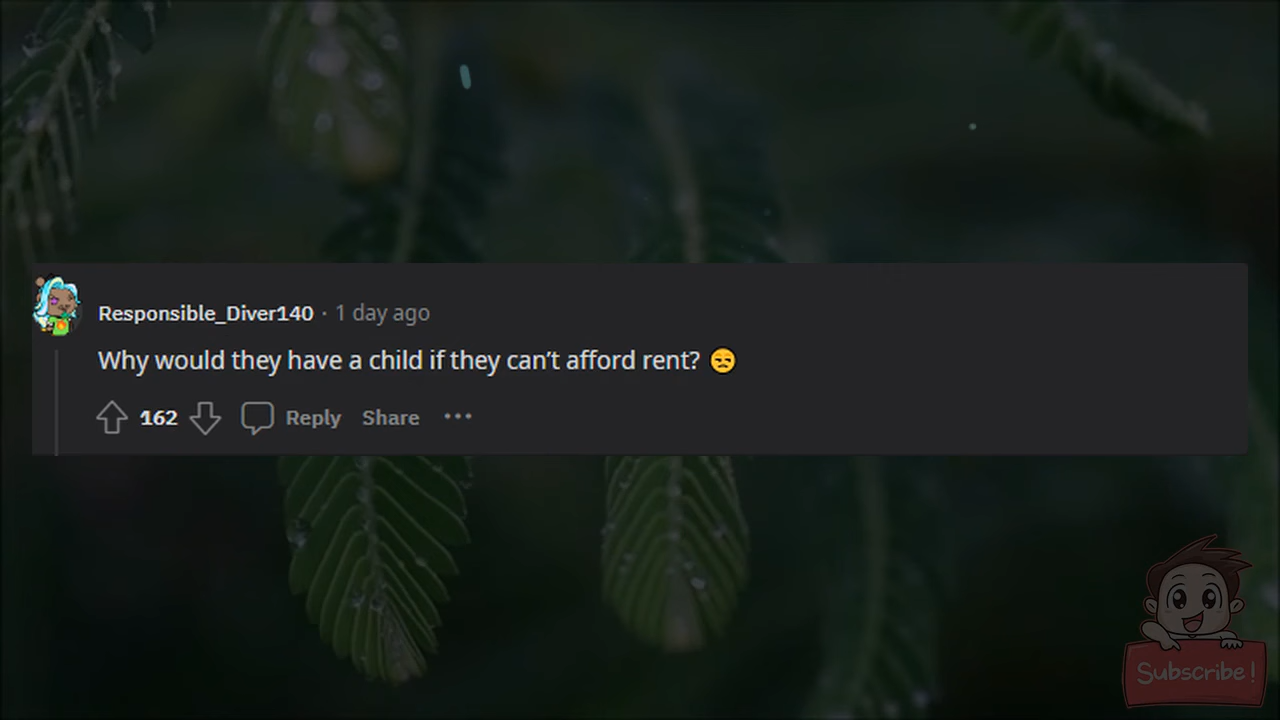 Responsible_Diver140 · 1 day ago
Why would they have a child if they can’t afford rent? 😒
162 Reply Share ···
Subscribe!